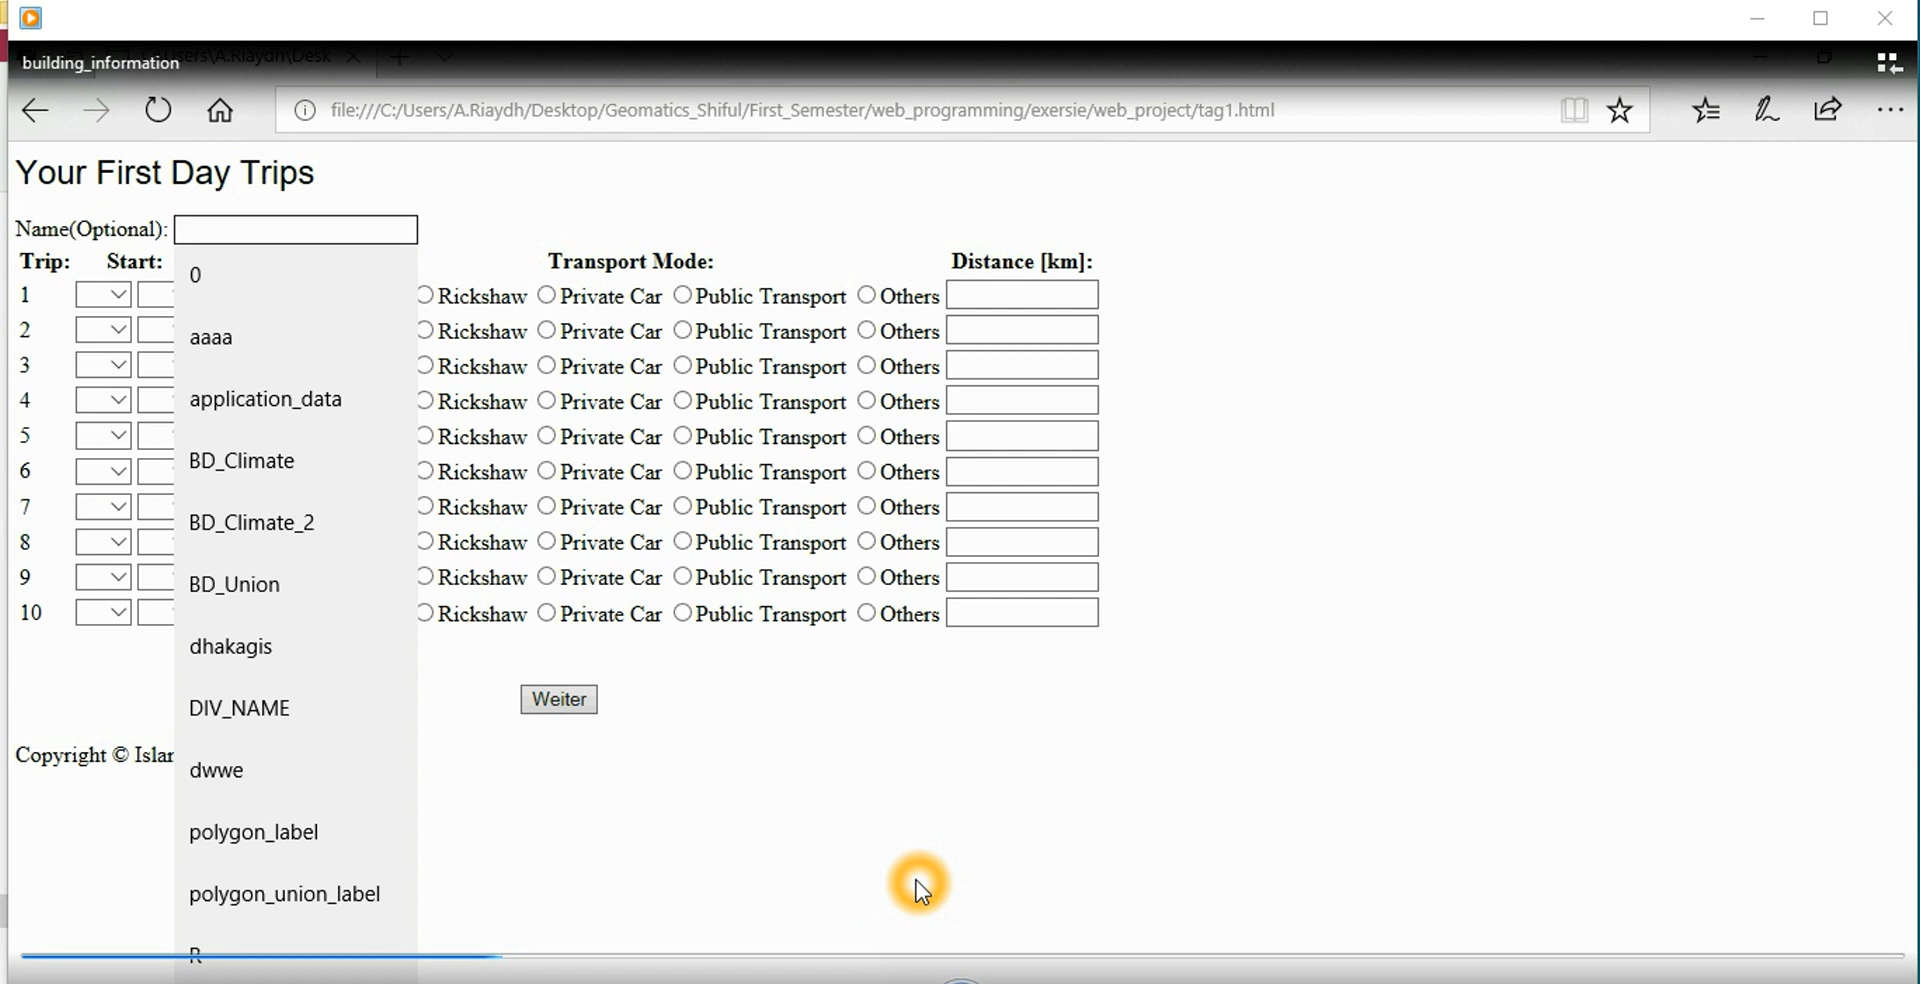 building_information
file:///C:/Users/A.Riaydh/Desktop/Geomatics_Shiful/First_Semester/web_programming/exersie/web_project/tag1.html
Your First Day Trips
Name(Optional):
Trip: Start: Transport Mode: Distance [km]:
1 Rickshaw Private Car Public Transport Others
2 Rickshaw Private Car Public Transport Others
3 Rickshaw Private Car Public Transport Others
4 Rickshaw Private Car Public Transport Others
5 Rickshaw Private Car Public Transport Others
6 Rickshaw Private Car Public Transport Others
7 Rickshaw Private Car Public Transport Others
8 Rickshaw Private Car Public Transport Others
9 Rickshaw Private Car Public Transport Others
10 Rickshaw Private Car Public Transport Others
0
aaaa
application_data
BD_Climate
BD_Climate_2
BD_Union
dhakagis
DIV_NAME
dwwe
polygon_label
polygon_union_label
R
Weiter
Copyright ©